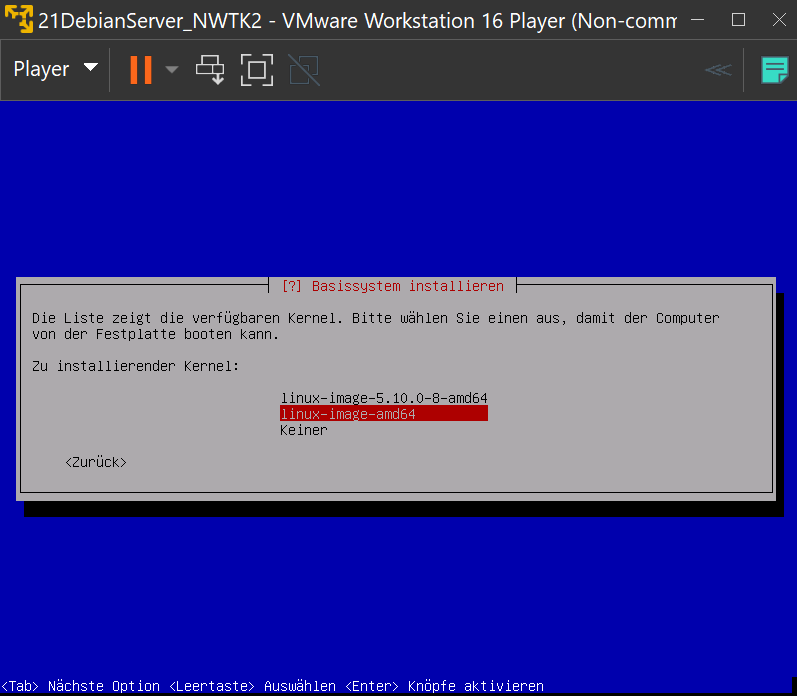 21DebianServer_NWTK2 - VMware Workstation 16 Player (Non-comm
Player
[?] Basissystem installieren
Die Liste zeigt die verfügbaren Kernel. Bitte wählen Sie einen aus, damit der Computer
von der Festplatte booten kann.
Zu installierender Kernel:
linux-image-5.10.0-8-amd64
linux-image-amd64
Keiner
<Zurück>
<Tab> Nächste Option <Leertaste> Auswählen <Enter> Knöpfe aktivieren